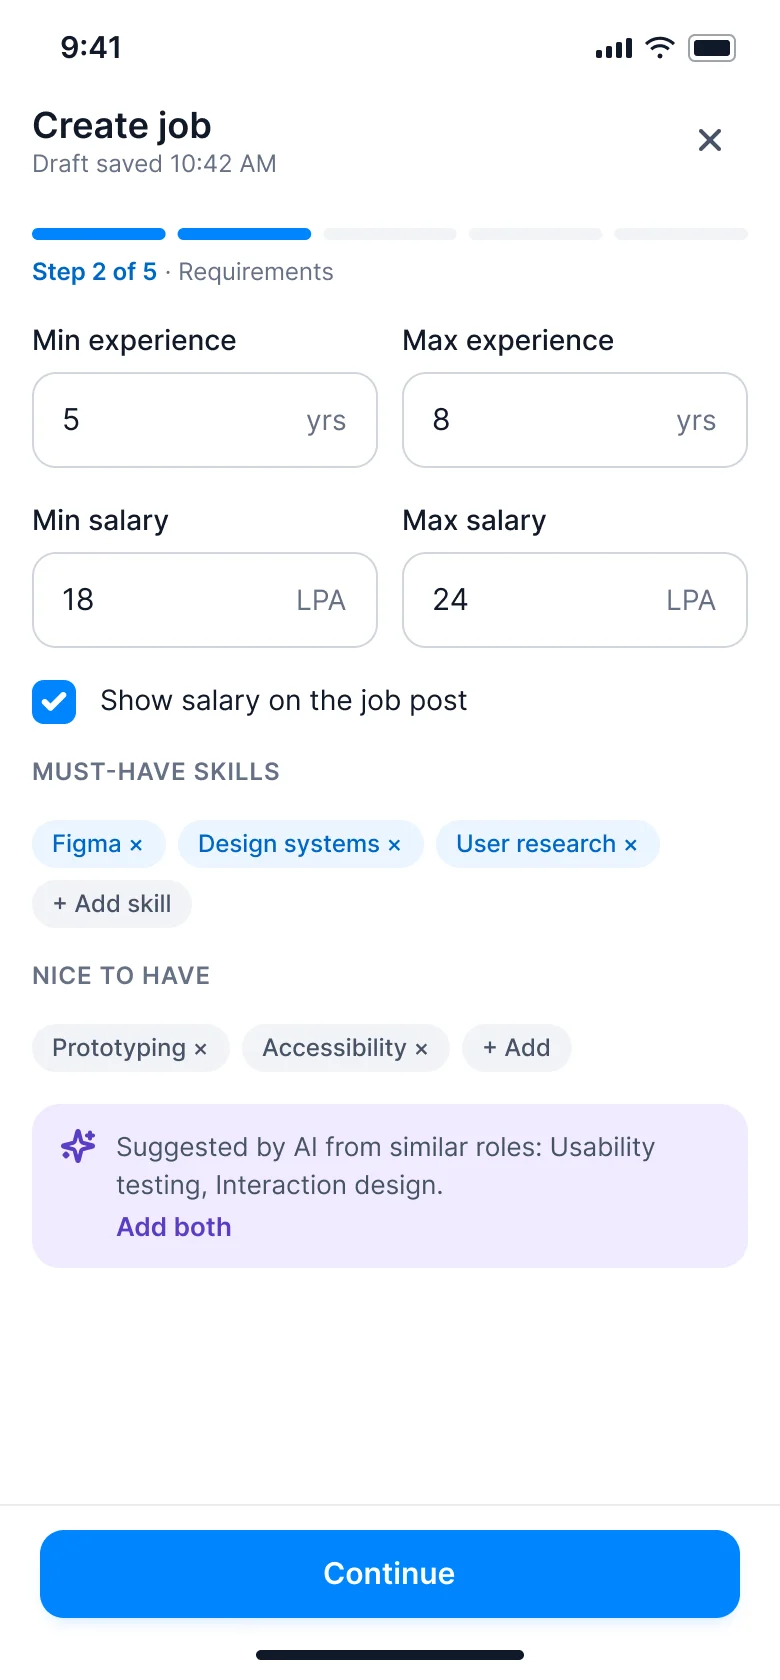 9:41
Create job
Draft saved 10:42 AM
Step 2 of 5 · Requirements
Min experience
Max experience
5 yrs
8 yrs
Min salary
Max salary
18 LPA
24 LPA
Show salary on the job post
MUST-HAVE SKILLS
Figma × Design systems × User research ×
+ Add skill
NICE TO HAVE
Prototyping × Accessibility × + Add
Suggested by AI from similar roles: Usability
testing, Interaction design.
Add both
Continue